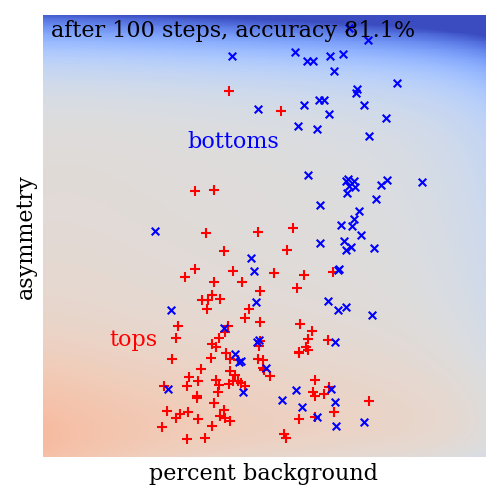 after 100 steps, accuracy 81.1%
bottoms
asymmetry
tops
percent background